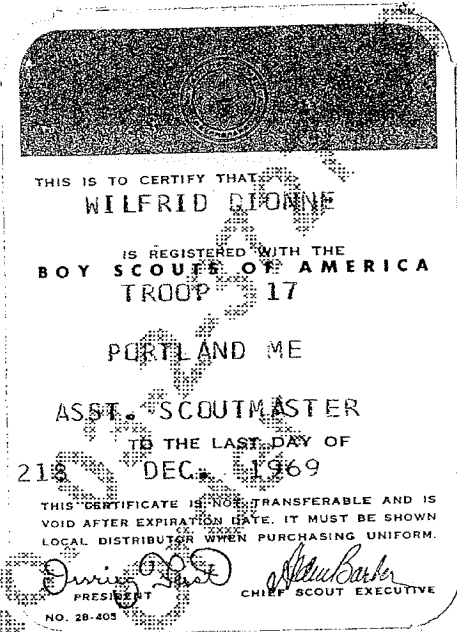 THIS IS TO CERTIFY THAT
WILFRID DIONNE
IS REGISTERED WITH THE
BOY SCOUTS OF AMERICA
TROOP 17
PORTLAND ME
ASST. SCOUTMASTER
TO THE LAST DAY OF
218 DEC. 1969
THIS CERTIFICATE IS NOT TRANSFERABLE AND IS
VOID AFTER EXPIRATION DATE. IT MUST BE SHOWN
LOCAL DISTRIBUTOR WHEN PURCHASING UNIFORM.
PRESIDENT CHIEF SCOUT EXECUTIVE
NO. 28-405